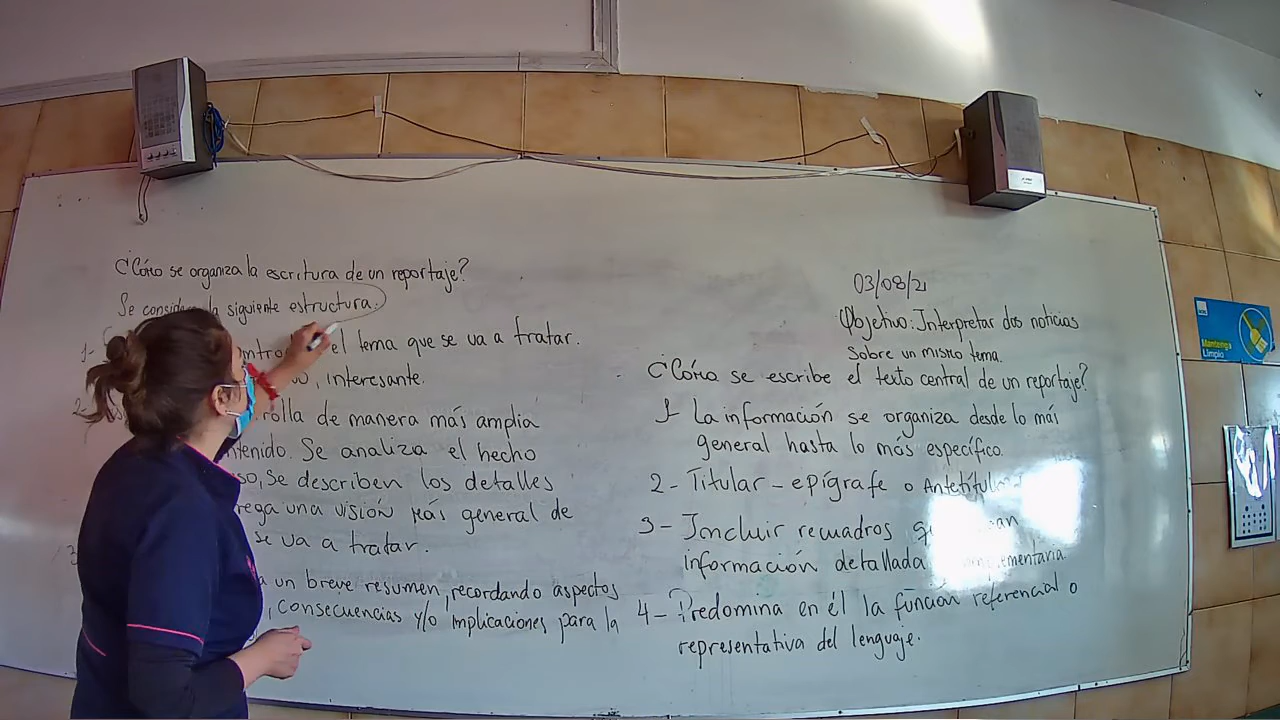 ¿Cómo se organiza la escritura de un reportaje?
Se considera la siguiente estructura.
1-
el tema que se va a tratar.
, interesante.
de manera más amplia
Se analiza el hecho
, se describen los detalles
una visión más general de
se va a tratar.
un breve resumen, recordando aspectos
, consecuencias y/o implicaciones para la
03/08/21
Objetivo: Interpretar dos noticias
sobre un mismo tema.
¿Cómo se escribe el texto central de un reportaje?
1- La información se organiza desde lo más
general hasta lo más específico.
2- Titular - epígrafe o
3- Incluir recuadros
información detallada
4- Predomina en él la función referencial o
representativa del lenguaje.
Mantenga
Limpio